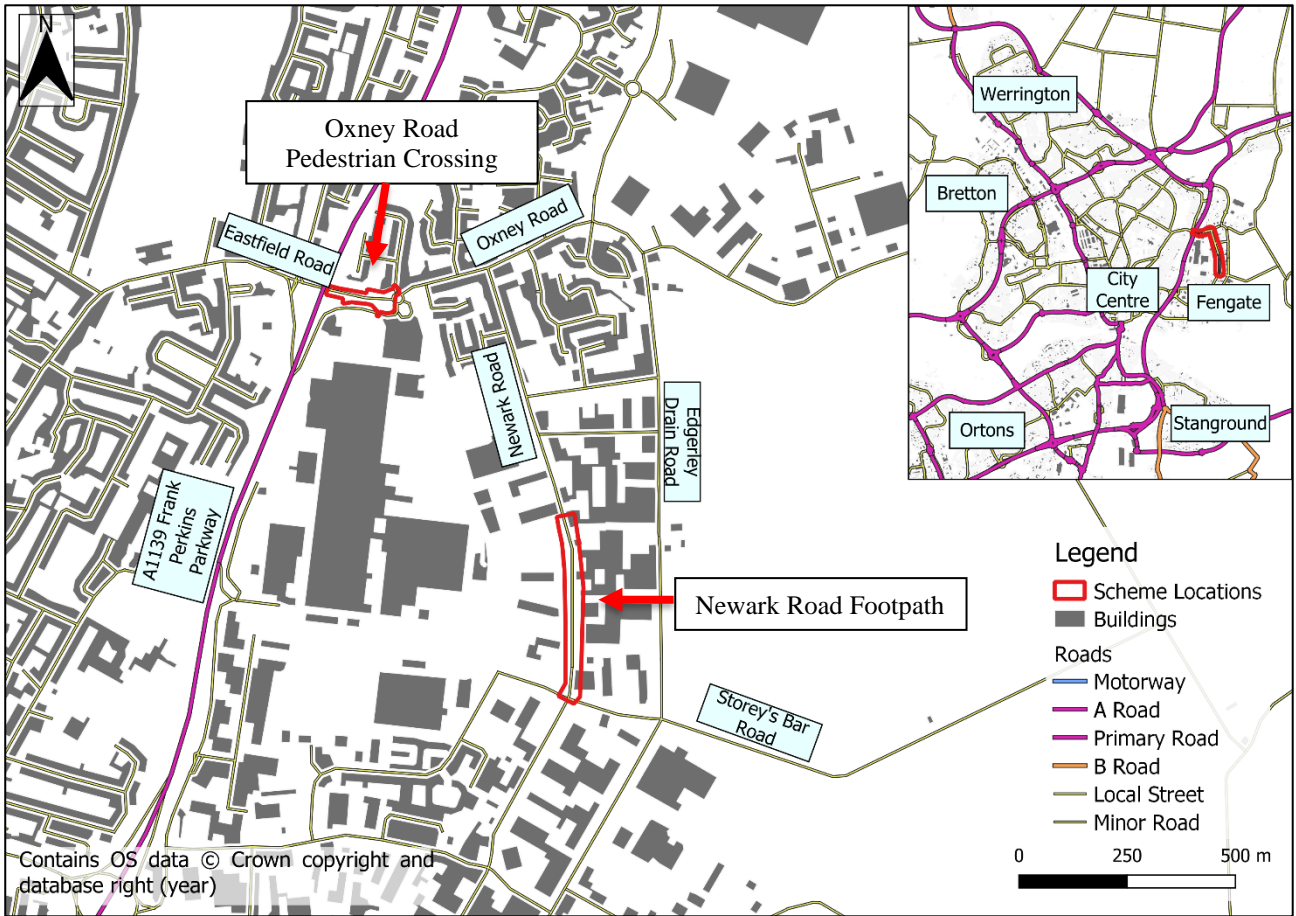 N
Oxney Road
Pedestrian Crossing
Eastfield Road
Oxney Road
Newark Road
Edgerley
Drain Road
A1139 Frank
Perkins
Parkway
Newark Road Footpath
Storey's Bar
Road
Werrington
Bretton
City
Centre
Fengate
Ortons
Stanground
Legend
Scheme Locations
Buildings
Roads
Motorway
A Road
Primary Road
B Road
Local Street
Minor Road
0 250 500 m
Contains OS data © Crown copyright and
database right (year)